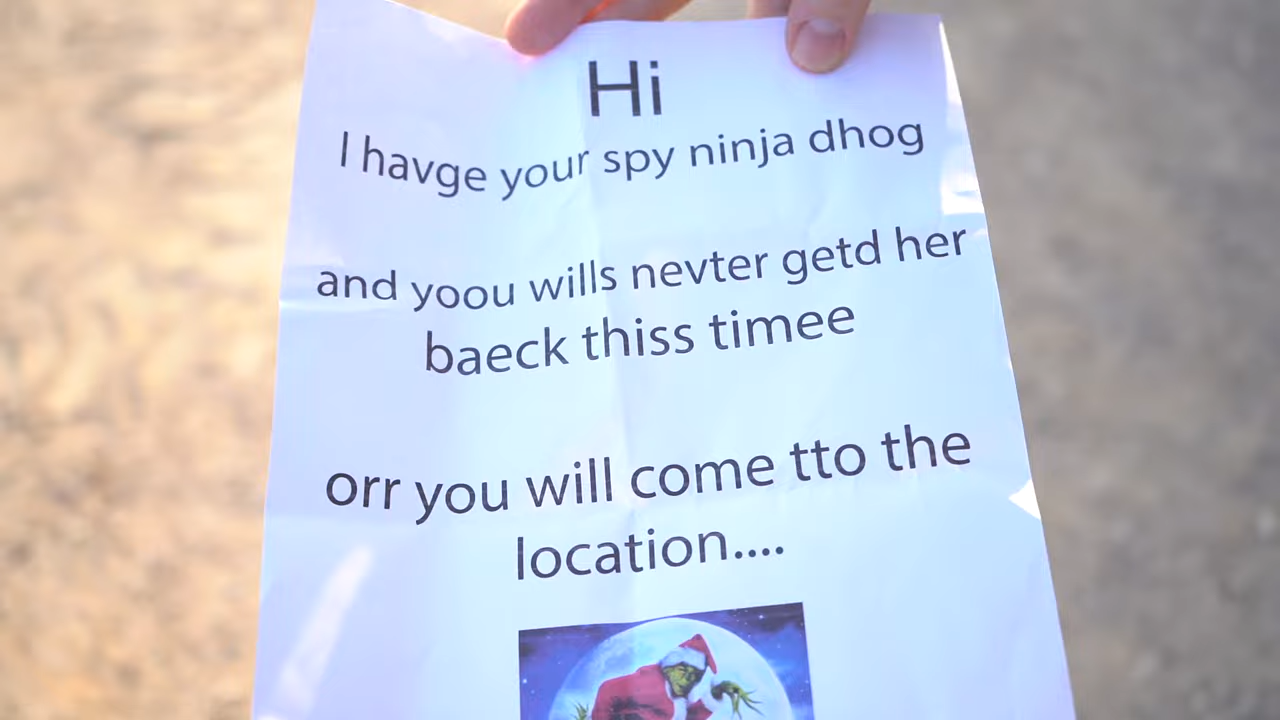 Hi
I havge your spy ninja dhog
and yoou wills nevter getd her
baeck thiss timee
orr you will come tto the
location....